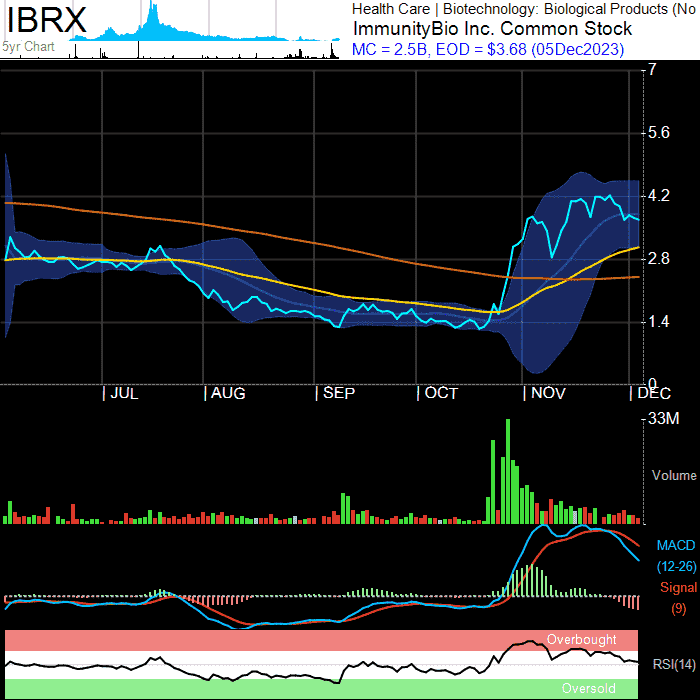 IBRX
5yr Chart
Health Care | Biotechnology: Biological Products (No
ImmunityBio Inc. Common Stock
MC = 2.5B, EOD = $3.68 (05Dec2023)
7
5.6
4.2
2.8
1.4
0
| JUL | AUG | SEP | OCT | NOV | DEC
33M
Volume
MACD
(12-26)
Signal
(9)
Overbought
RSI(14)
Oversold